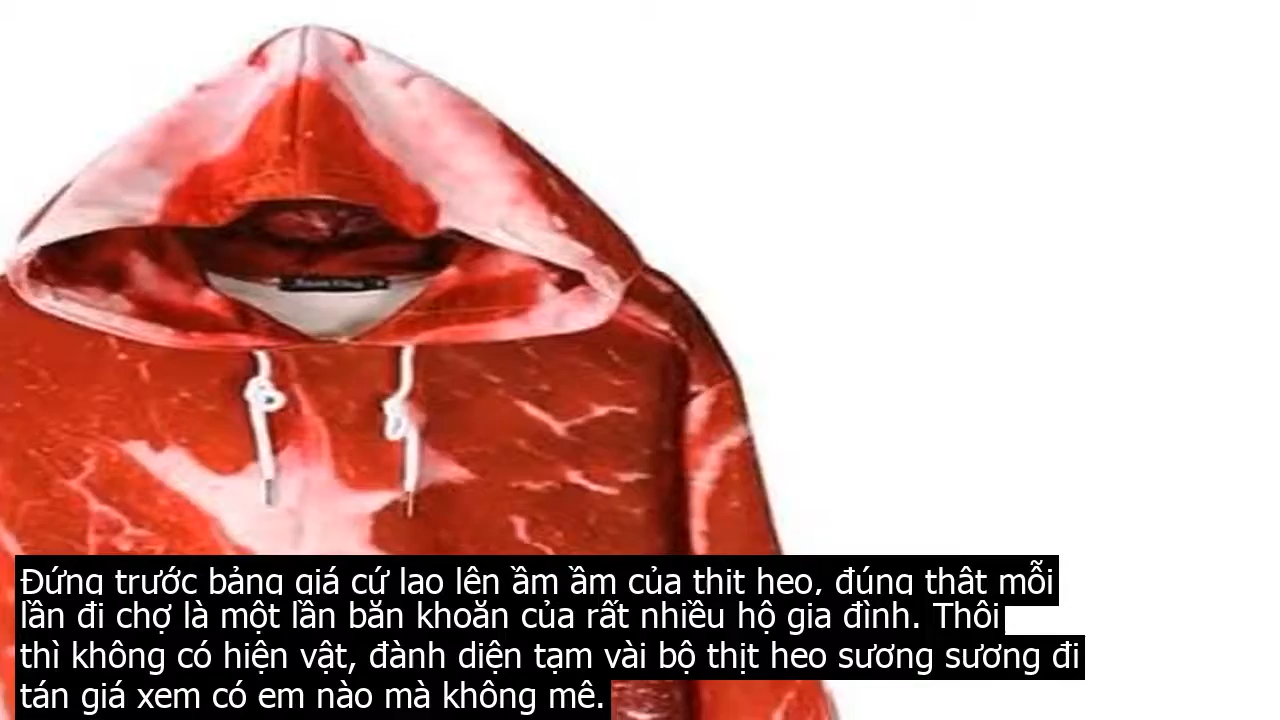 Đứng trước bảng giá cứ lao lên ầm ầm của thịt heo, đúng thật mỗi
lần đi chợ là một lần băn khoăn của rất nhiều hộ gia đình. Thôi
thì không có hiện vật, đành diện tạm vài bộ thịt heo sương sương đi
tán giá xem có em nào mà không mê.